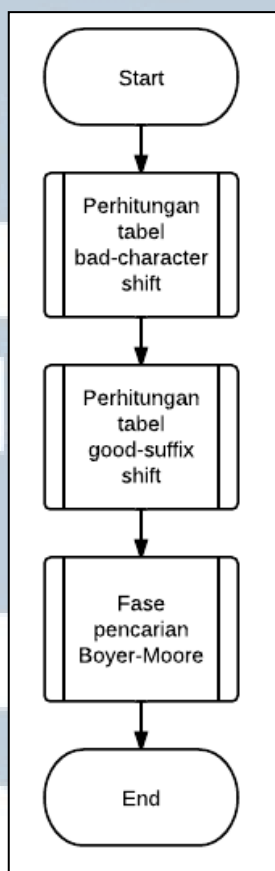 Start
Perhitungan
tabel
bad-character
shift
Perhitungan
tabel
good-suffix
shift
Fase
pencarian
Boyer-Moore
End